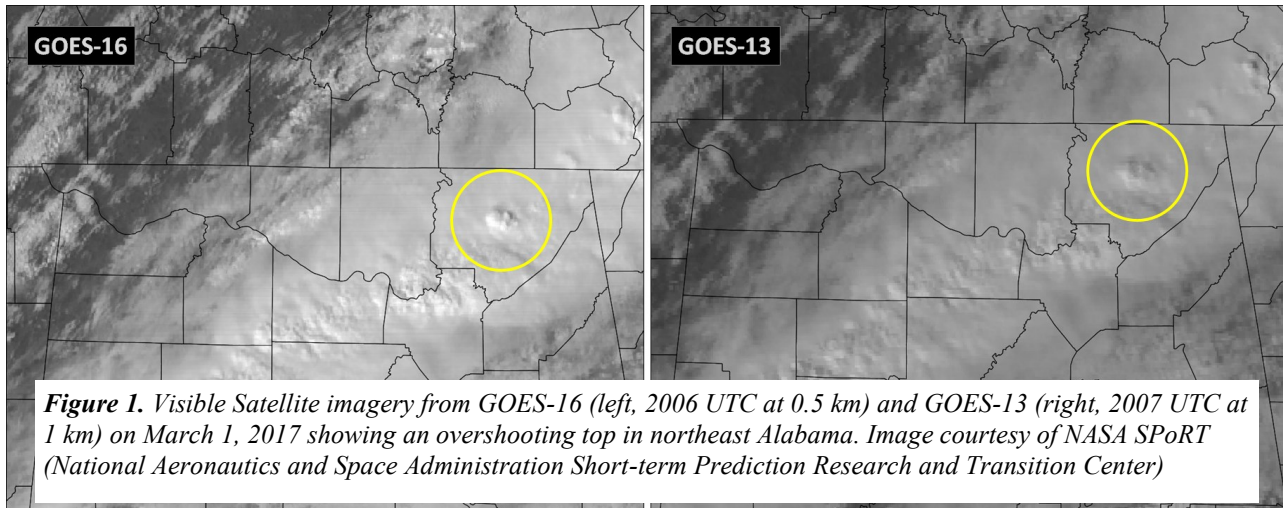 GOES-16
GOES-13
Figure 1. Visible Satellite imagery from GOES-16 (left, 2006 UTC at 0.5 km) and GOES-13 (right, 2007 UTC at
1 km) on March 1, 2017 showing an overshooting top in northeast Alabama. Image courtesy of NASA SPoRT
(National Aeronautics and Space Administration Short-term Prediction Research and Transition Center)